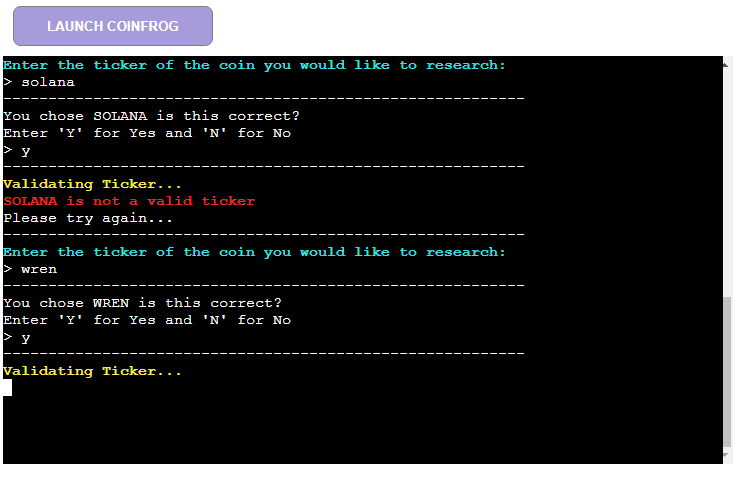 LAUNCH COINFROG
Enter the ticker of the coin you would like to research:
> solana
----------------------------------------------------------
You chose SOLANA is this correct?
Enter 'Y' for Yes and 'N' for No
> y
----------------------------------------------------------
Validating Ticker...
SOLANA is not a valid ticker
Please try again...
----------------------------------------------------------
Enter the ticker of the coin you would like to research:
> wren
----------------------------------------------------------
You chose WREN is this correct?
Enter 'Y' for Yes and 'N' for No
> y
----------------------------------------------------------
Validating Ticker...